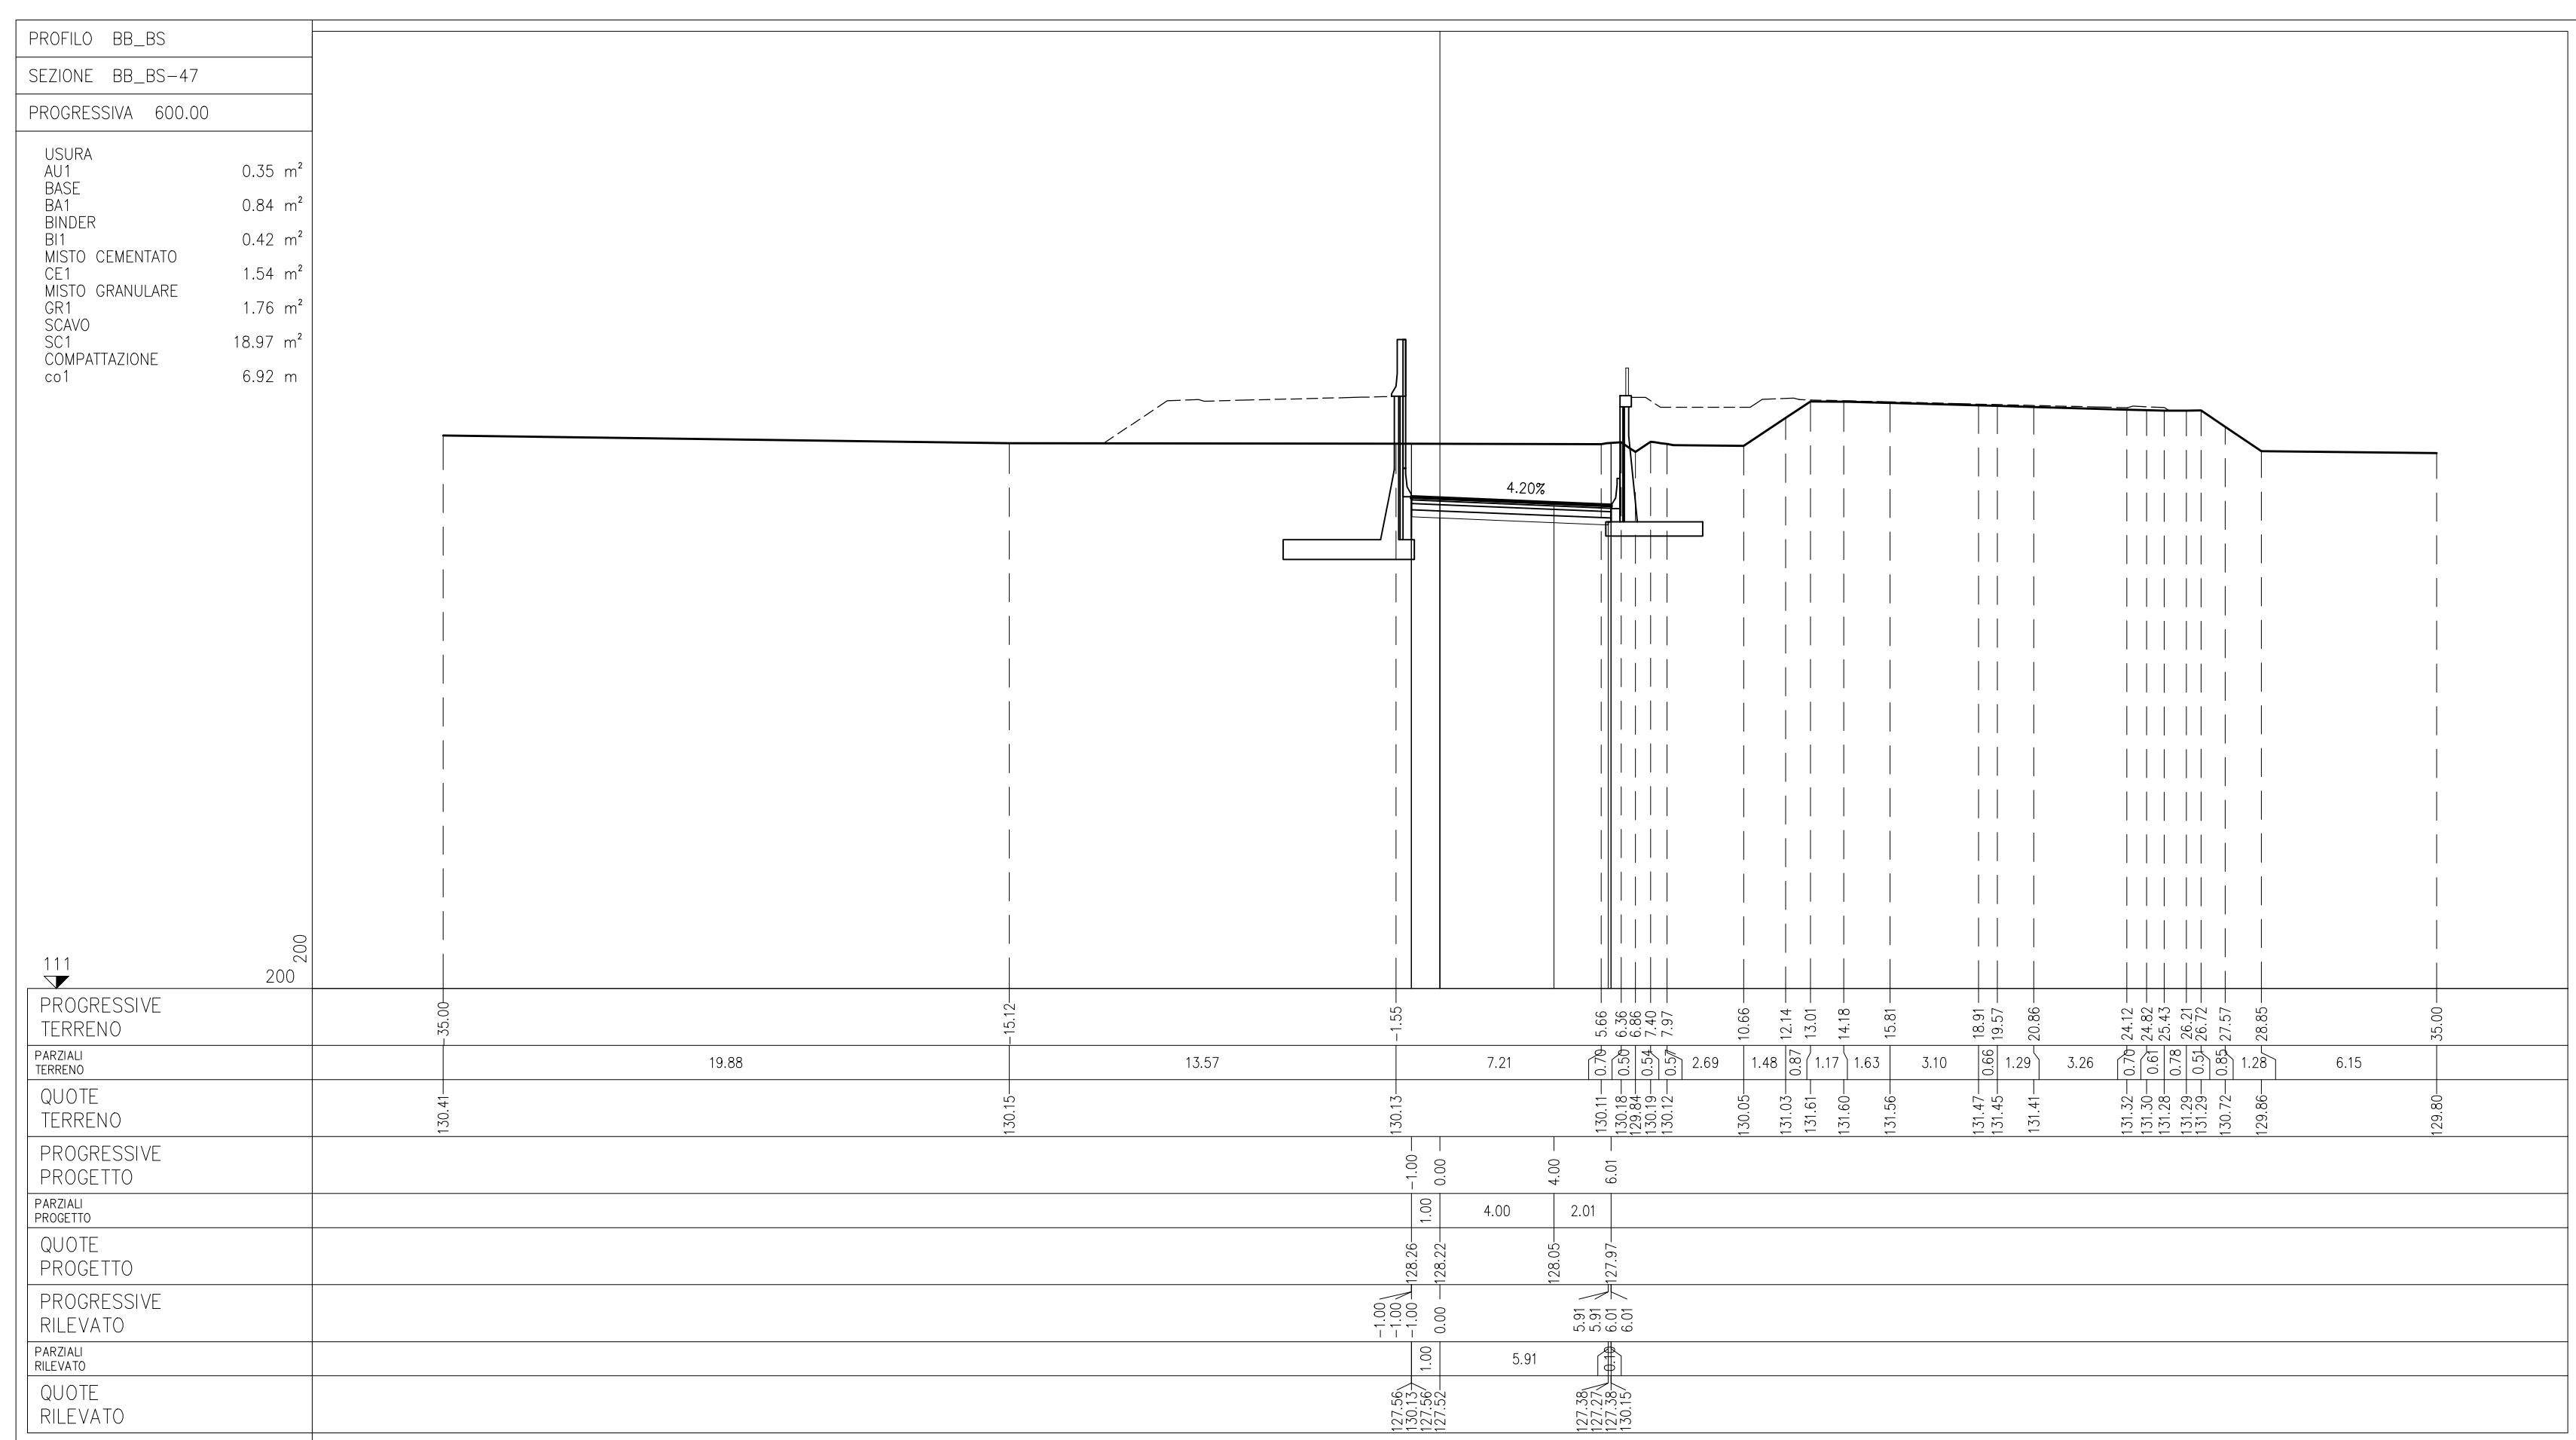 PROFILO BB_BS
SEZIONE BB_BS-47
PROGRESSIVA 600.00
USURA
AU1 0.35 m²
BASE
BA1 0.84 m²
BINDER
BI1 0.42 m²
MISTO CEMENTATO
CE1 1.54 m²
MISTO GRANULARE
GR1 1.76 m²
SCAVO
SC1 18.97 m²
COMPATTAZIONE
co1 6.92 m
4.20%
111
200
200
PROGRESSIVE
TERRENO
-35.00 -15.12 -1.55 5.66 6.36 6.86 7.40 7.97 10.66 12.14 13.01 14.18 15.81 18.91 19.57 20.86 24.12 24.82 25.43 26.21 26.72 27.57 28.85 35.00
PARZIALI
TERRENO
19.88 13.57 7.21 0.70 0.50 0.54 0.57 2.69 1.48 0.87 1.17 1.63 3.10 0.66 1.29 3.26 0.70 0.61 0.78 0.51 0.85 1.28 6.15
QUOTE
TERRENO
130.41 130.15 130.13 130.11 130.18 129.84 130.19 130.12 130.05 131.03 131.61 131.60 131.56 131.47 131.45 131.41 131.32 131.30 131.28 131.29 131.29 130.72 129.86 129.80
PROGRESSIVE
PROGETTO
-1.00 0.00 4.00 6.01
PARZIALI
PROGETTO
1.00 4.00 2.01
QUOTE
PROGETTO
128.26 128.22 128.05 127.97
PROGRESSIVE
RILEVATO
-1.00 -1.00 -1.00 0.00 5.91 5.91 6.01 6.01
PARZIALI
RILEVATO
1.00 5.91 0.10
QUOTE
RILEVATO
127.56 130.13 127.56 127.52 127.38 127.27 127.38 130.15